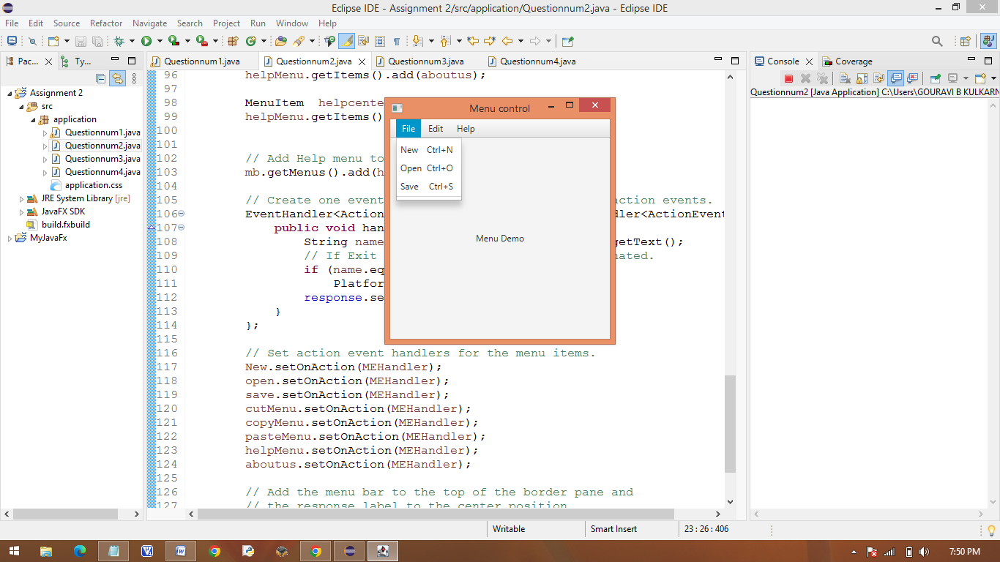 Eclipse IDE - Assignment 2/src/application/Questionnum2.java - Eclipse IDE
File Edit Source Refactor Navigate Search Project Run Window Help
Pac... Ty...
Questionnum1.java Questionnum2.java Questionnum3.java Questionnum4.java
Console Coverage
Questionnum2 [Java Application] C:\Users\GOURAVI B KULKARN
Assignment 2
src
application
Questionnum1.java
Questionnum2.java
Questionnum3.java
Questionnum4.java
application.css
JRE System Library [jre]
JavaFX SDK
build.fxbuild
MyJavaFx
96 helpMenu.getItems().add(aboutus);
97
98 MenuItem helpcente
99 helpMenu.getItems()
100
101
102 // Add Help menu to
103 mb.getMenus().add(h
104
105 // Create one event action events.
106 EventHandler<Action dler<ActionEvent
107 public void han
108 String name getText();
109 // If Exit nated.
110 if (name.eq
111 Platfor
112 response.se
113 }
114 };
115
116 // Set action event handlers for the menu items.
117 New.setOnAction(MEHandler);
118 open.setOnAction(MEHandler);
119 save.setOnAction(MEHandler);
120 cutMenu.setOnAction(MEHandler);
121 copyMenu.setOnAction(MEHandler);
122 pasteMenu.setOnAction(MEHandler);
123 helpMenu.setOnAction(MEHandler);
124 aboutus.setOnAction(MEHandler);
125
126 // Add the menu bar to the top of the border pane and
127 // the response label to the center position
Menu control
File Edit Help
New Ctrl+N
Open Ctrl+O
Save Ctrl+S
Menu Demo
Writable Smart Insert 23 : 26 : 406
7:50 PM